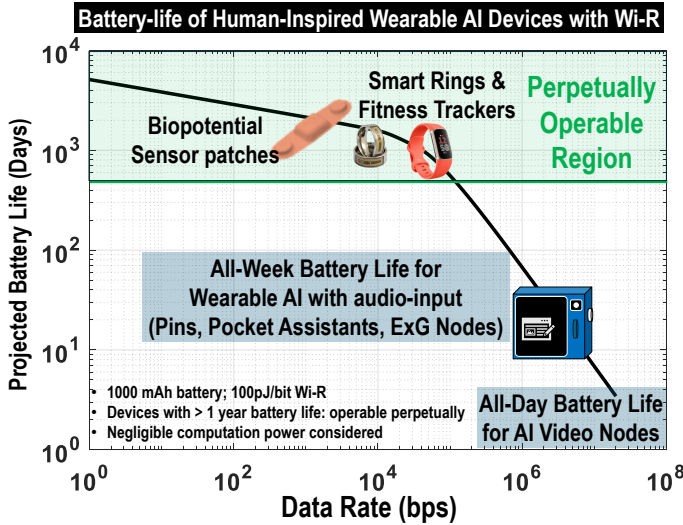 Battery-life of Human-Inspired Wearable AI Devices with Wi-R
Projected Battery Life (Days)
10^4
10^3
10^2
10^1
10^0
Biopotential
Sensor patches
Smart Rings &
Fitness Trackers
Perpetually
Operable
Region
All-Week Battery Life for
Wearable AI with audio-input
(Pins, Pocket Assistants, ExG Nodes)
• 1000 mAh battery; 100pJ/bit Wi-R
• Devices with > 1 year battery life: operable perpetually
• Negligible computation power considered
All-Day Battery Life
for AI Video Nodes
10^0 10^2 10^4 10^6 10^8
Data Rate (bps)